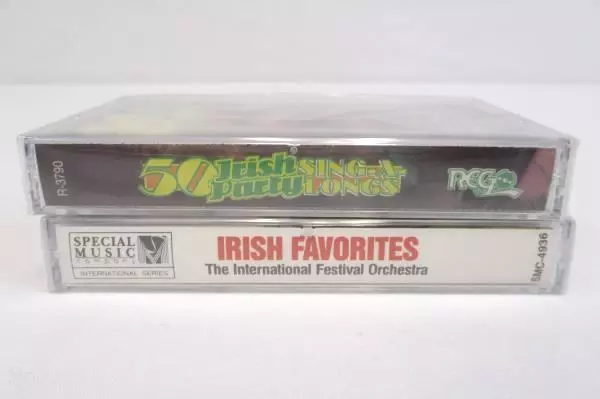 R-3790
50 Irish SING-A
Party LONGS
REGO
SPECIAL
MUSIC
company
INTERNATIONAL SERIES
IRISH FAVORITES
The International Festival Orchestra
SMC-4936